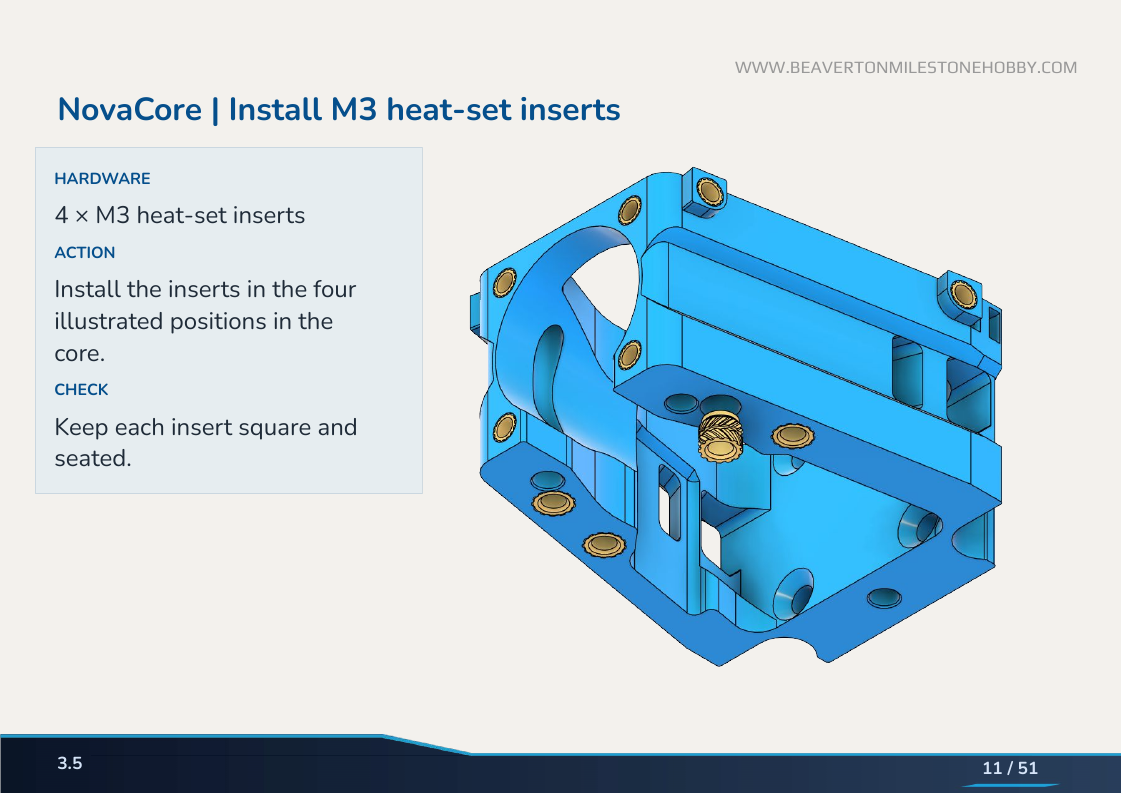 WWW.BEAVERTONMILESTONEHOBBY.COM
NovaCore | Install M3 heat-set inserts
HARDWARE
4 × M3 heat-set inserts
ACTION
Install the inserts in the four
illustrated positions in the
core.
CHECK
Keep each insert square and
seated.
3.5
11 / 51